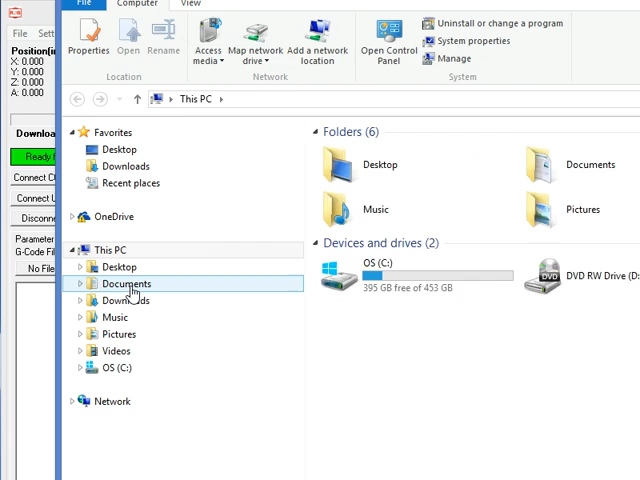 File
Computer
View
Properties
Open
Rename
Location
Access media
Map network drive
Add a network location
Network
Open Control Panel
Uninstall or change a program
System properties
Manage
System
This PC
File
Position(in
X: 0.000
Y: 0.000
Z: 0.000
A: 0.000
Ready
Disconne
Parameter
G-Code Fil
No File
Favorites
Desktop
Downloads
Recent places
OneDrive
This PC
Desktop
Documents
Downloads
Music
Pictures
Videos
OS (C:)
Network
Folders (6)
Desktop
Documents
Music
Pictures
Devices and drives (2)
OS (C:)
395 GB free of 453 GB
DVD RW Drive (D: